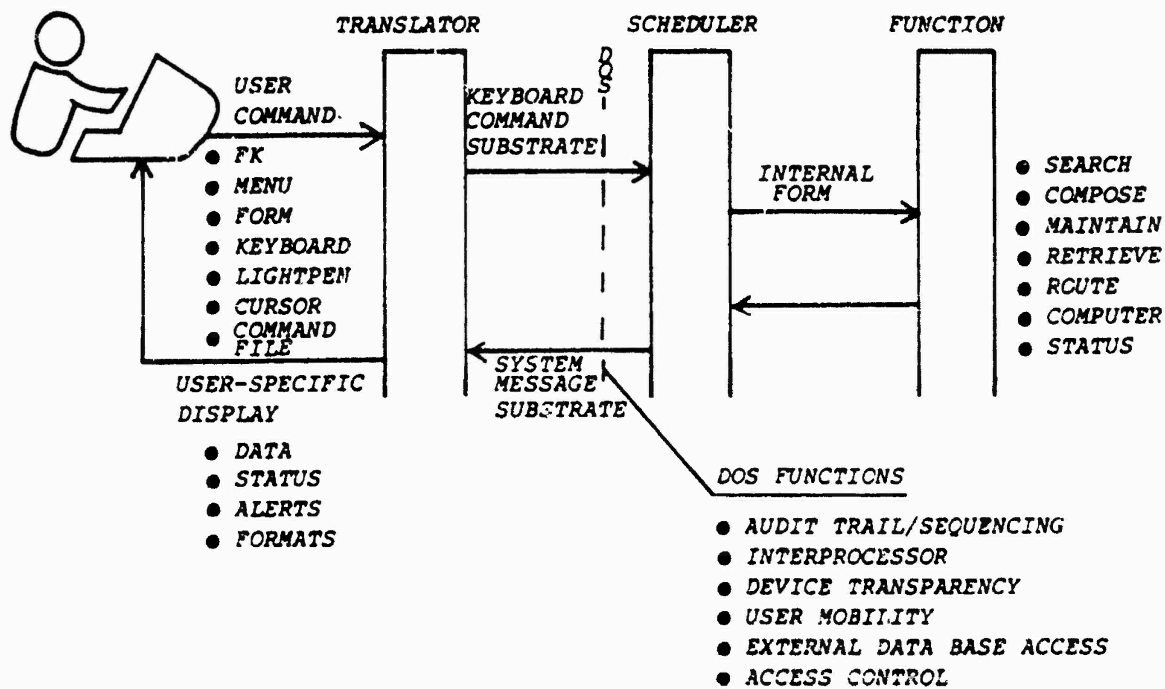 TRANSLATOR
SCHEDULER
FUNCTION
DOS
USER
COMMAND
● FK
● MENU
● FORM
● KEYBOARD
● LIGHTPEN
● CURSOR
● COMMAND
FILE
KEYBOARD
COMMAND
SUBSTRATE
INTERNAL
FORM
● SEARCH
● COMPOSE
● MAINTAIN
● RETRIEVE
● ROUTE
● COMPUTER
● STATUS
SYSTEM
MESSAGE
SUBSTRATE
USER-SPECIFIC
DISPLAY
● DATA
● STATUS
● ALERTS
● FORMATS
DOS FUNCTIONS
● AUDIT TRAIL/SEQUENCING
● INTERPROCESSOR
● DEVICE TRANSPARENCY
● USER MOBILITY
● EXTERNAL DATA BASE ACCESS
● ACCESS CONTROL